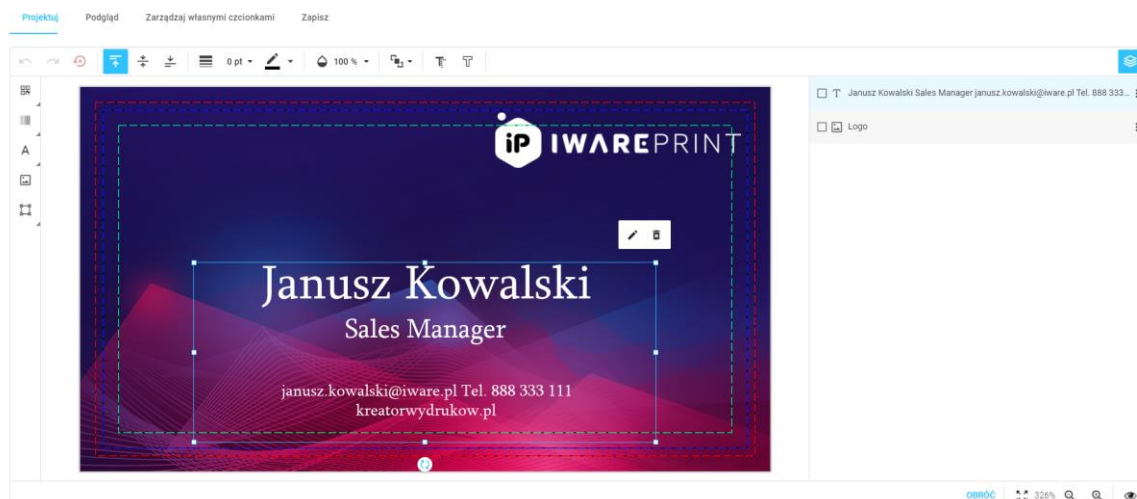 Projektuj Podgląd Zarządzaj własnymi czcionkami Zapisz
0 pt 100 %
Janusz Kowalski Sales Manager janusz.kowalski@iware.pl Tel. 888 333...
Logo
iP IWAREPRINT
Janusz Kowalski
Sales Manager
janusz.kowalski@iware.pl Tel. 888 333 111
kreatorwydrukow.pl
OBRÓĆ 326%